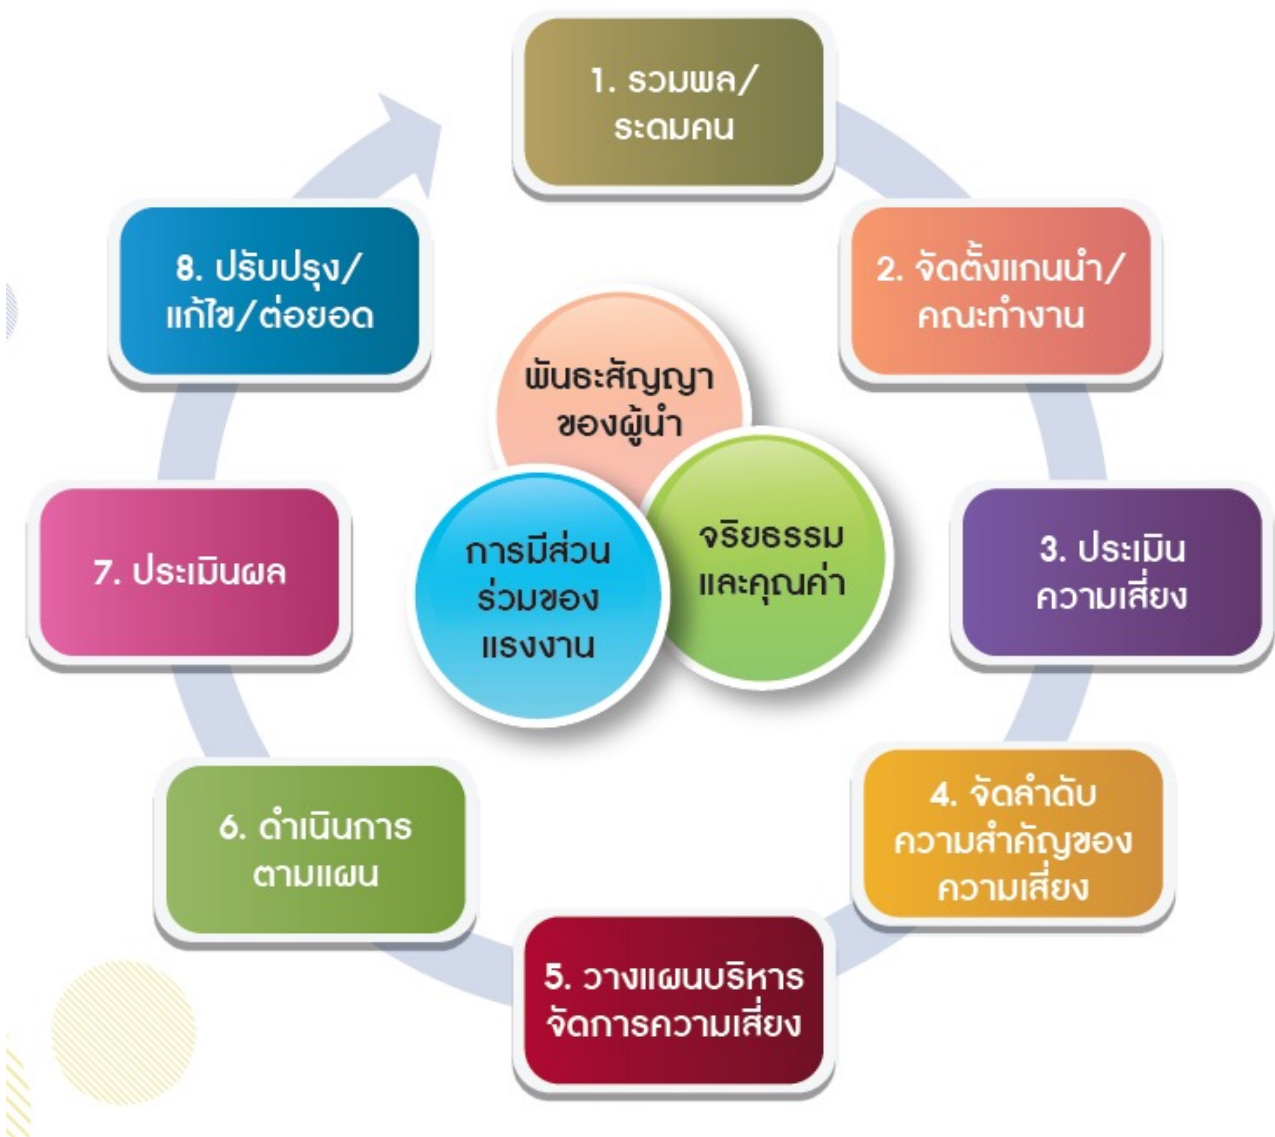 1. รวมพล/
ระดมคน
2. จัดตั้งแกนนำ/
คณะทำงาน
3. ประเมิน
ความเสี่ยง
4. จัดลำดับ
ความสำคัญของ
ความเสี่ยง
5. วางแผนบริหาร
จัดการความเสี่ยง
6. ดำเนินการ
ตามแผน
7. ประเมินผล
8. ปรับปรุง/
แก้ไข/ต่อยอด
พันธะสัญญา
ของผู้นำ
จริยธรรม
และคุณค่า
การมีส่วน
ร่วมของ
แรงงาน